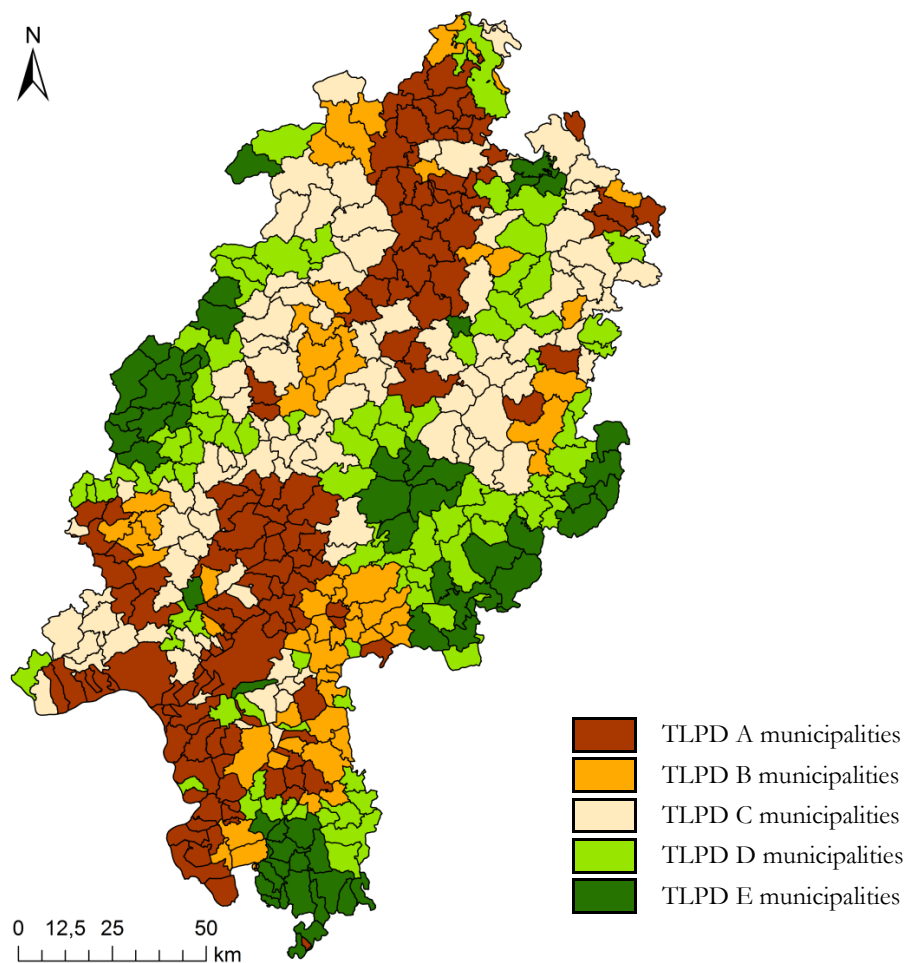 N
TLPD A municipalities
TLPD B municipalities
TLPD C municipalities
TLPD D municipalities
TLPD E municipalities
0 12,5 25 50
km